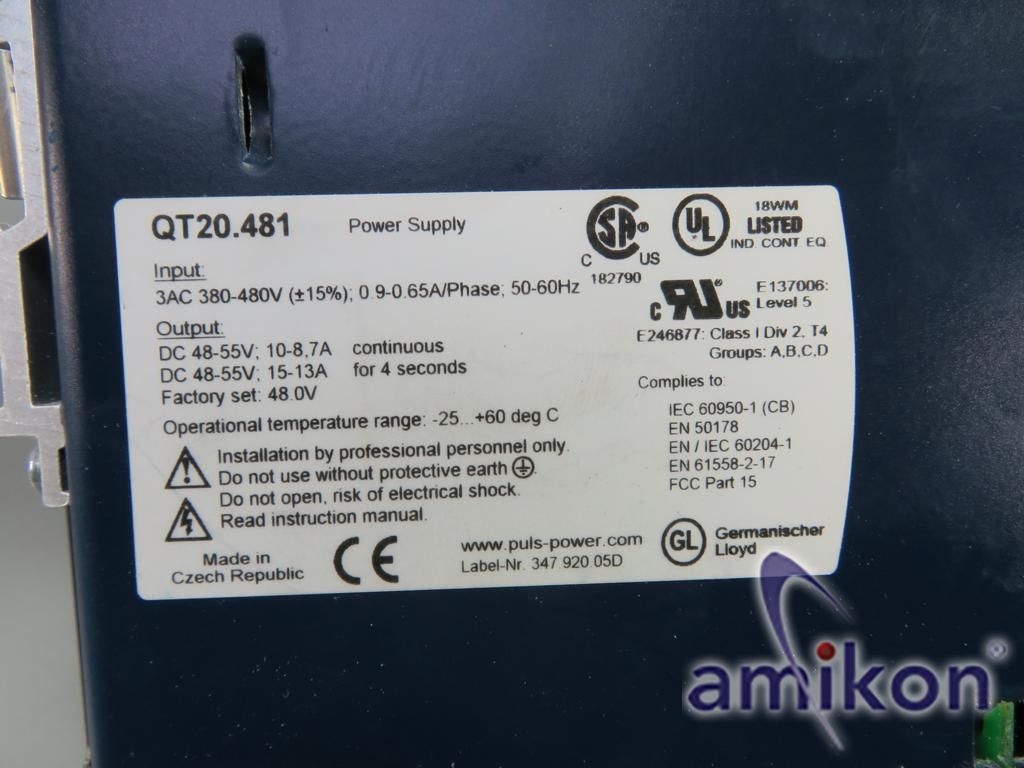 QT20.481 Power Supply
Input:
3AC 380-480V (±15%); 0.9-0.65A/Phase; 50-60Hz
Output:
DC 48-55V; 10-8,7A continuous
DC 48-55V; 15-13A for 4 seconds
Factory set: 48.0V
Operational temperature range: -25...+60 deg C
Installation by professional personnel only.
Do not use without protective earth
Do not open, risk of electrical shock.
Read instruction manual.
Made in
Czech Republic
CE
www.puls-power.com
Label-Nr. 347.920.05D
SA®
C US
182790
UL
18WM
LISTED
IND. CONT. EQ.
c RU® US
E137006:
Level 5
E246877: Class I Div 2, T4
Groups: A,B,C,D
Complies to:
IEC 60950-1 (CB)
EN 50178
EN / IEC 60204-1
EN 61558-2-17
FCC Part 15
GL
Germanischer
Lloyd
amikon®